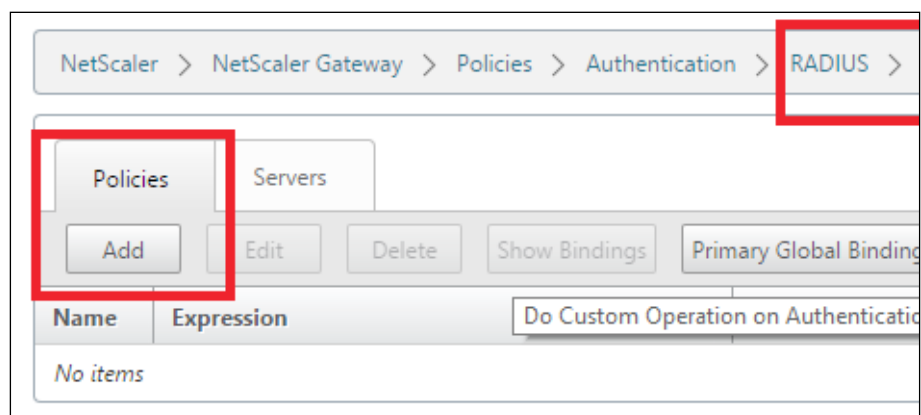 NetScaler > NetScaler Gateway > Policies > Authentication > RADIUS >
Policies Servers
Add Edit Delete Show Bindings Primary Global Binding
Name Expression Do Custom Operation on Authenticatio
No items